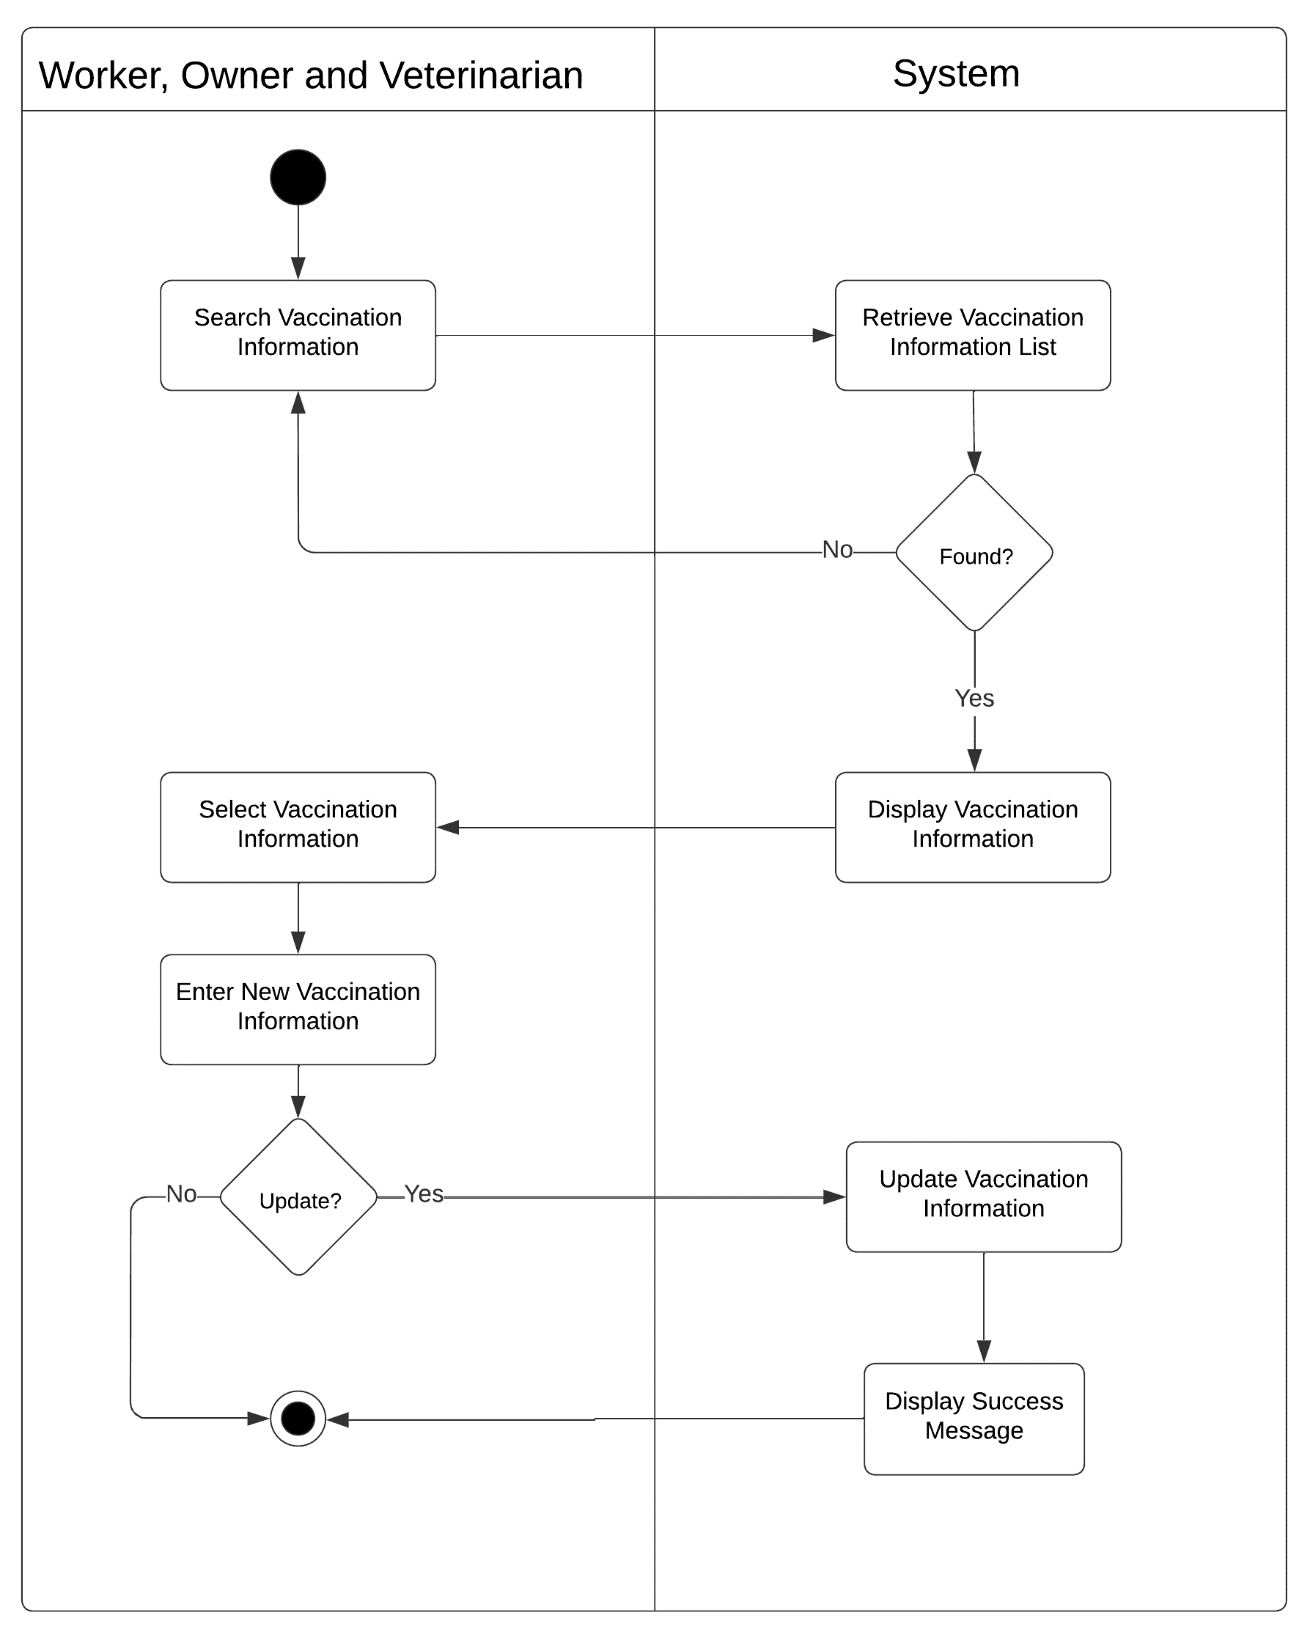 Worker, Owner and Veterinarian
System
Search Vaccination
Information
Retrieve Vaccination
Information List
No
Found?
Yes
Select Vaccination
Information
Display Vaccination
Information
Enter New Vaccination
Information
No
Update?
Yes
Update Vaccination
Information
Display Success
Message